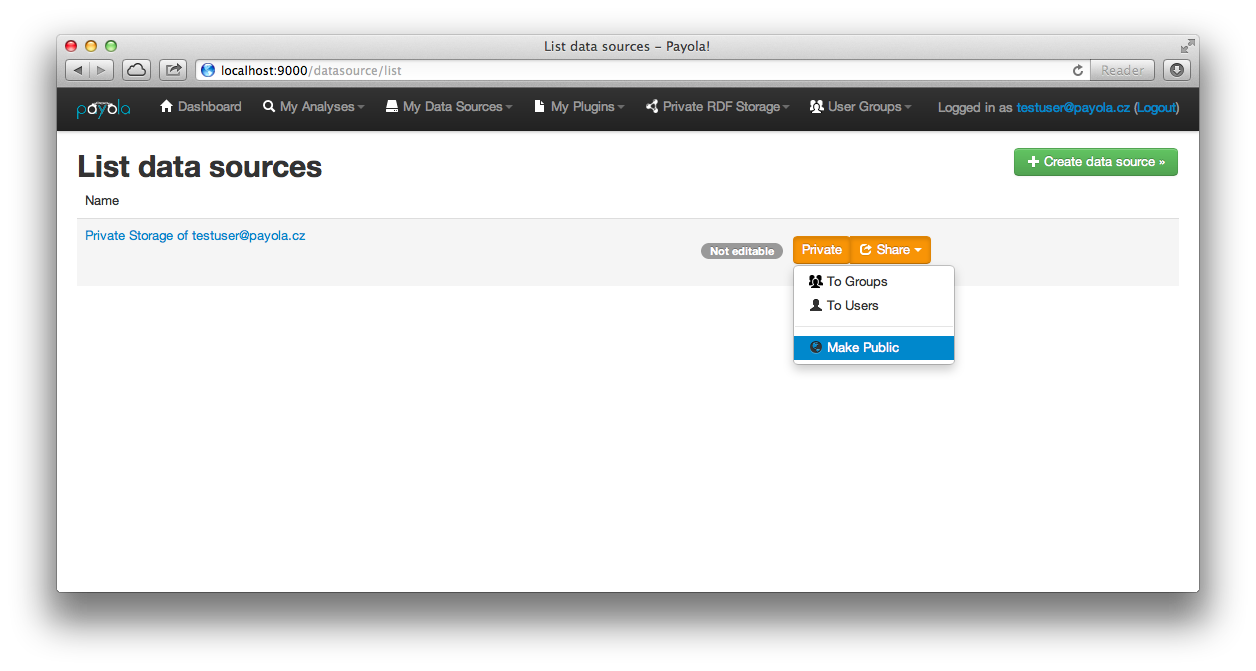 List data sources – Payola!
localhost:9000/datasource/list
Reader
payola Dashboard My Analyses My Data Sources My Plugins Private RDF Storage User Groups Logged in as testuser@payola.cz (Logout)
List data sources
Create data source »
Name
Private Storage of testuser@payola.cz
Not editable Private Share
To Groups
To Users
Make Public